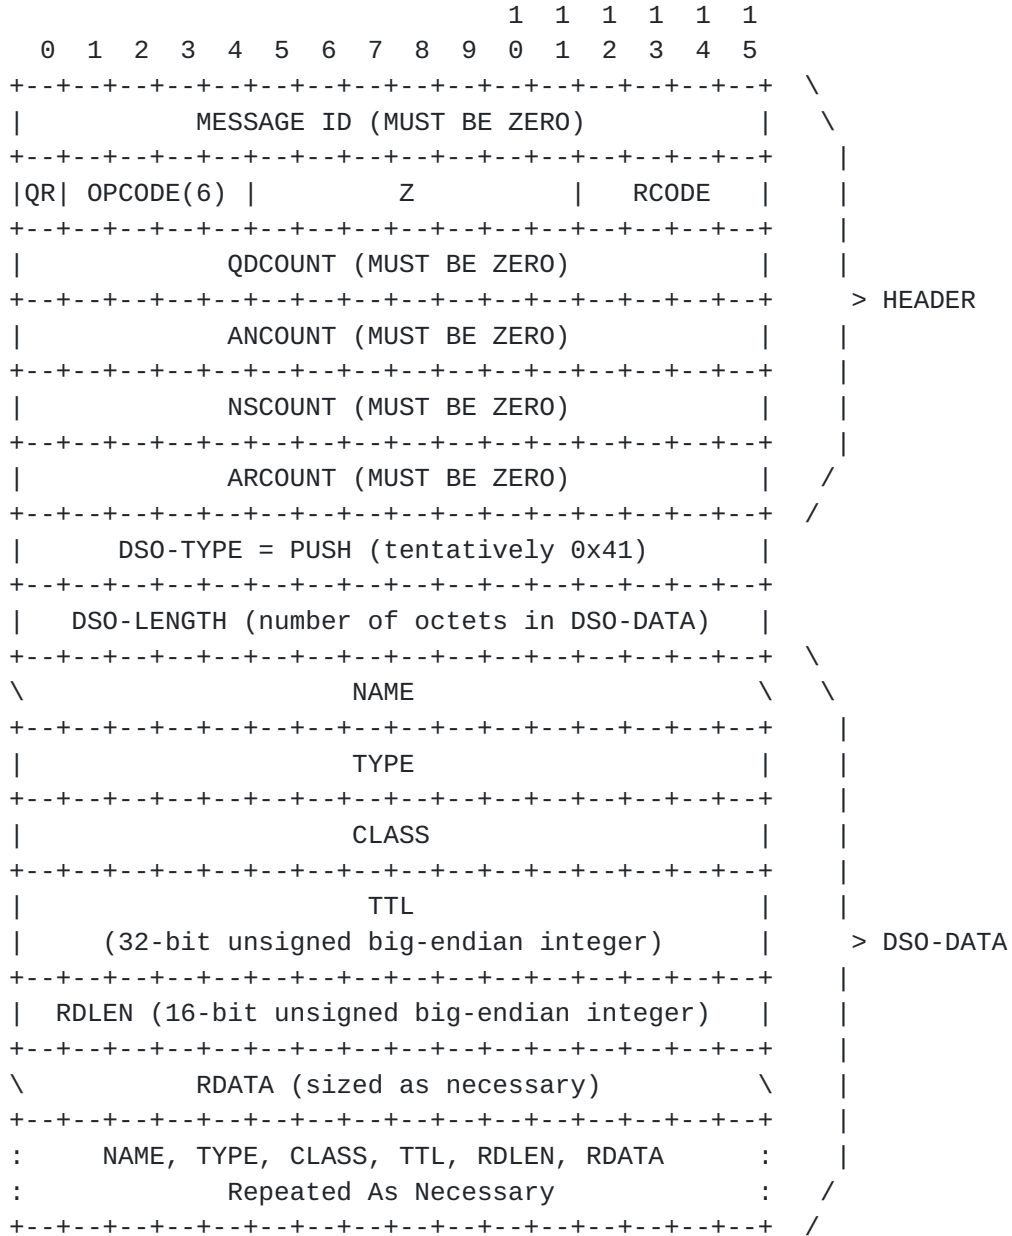 1  1  1  1  1  1
  0  1  2  3  4  5  6  7  8  9  0  1  2  3  4  5
+--+--+--+--+--+--+--+--+--+--+--+--+--+--+--+--+  \
|           MESSAGE ID (MUST BE ZERO)           |   \
+--+--+--+--+--+--+--+--+--+--+--+--+--+--+--+--+    |
|QR| OPCODE(6) |         Z          |   RCODE   |    |
+--+--+--+--+--+--+--+--+--+--+--+--+--+--+--+--+    |
|             QDCOUNT (MUST BE ZERO)            |    |
+--+--+--+--+--+--+--+--+--+--+--+--+--+--+--+--+     > HEADER
|             ANCOUNT (MUST BE ZERO)            |    |
+--+--+--+--+--+--+--+--+--+--+--+--+--+--+--+--+    |
|             NSCOUNT (MUST BE ZERO)            |    |
+--+--+--+--+--+--+--+--+--+--+--+--+--+--+--+--+    |
|             ARCOUNT (MUST BE ZERO)            |   /
+--+--+--+--+--+--+--+--+--+--+--+--+--+--+--+--+  /
|      DSO-TYPE = PUSH (tentatively 0x41)       |
+--+--+--+--+--+--+--+--+--+--+--+--+--+--+--+--+
|   DSO-LENGTH (number of octets in DSO-DATA)   |
+--+--+--+--+--+--+--+--+--+--+--+--+--+--+--+--+  \
\                     NAME                      \   \
+--+--+--+--+--+--+--+--+--+--+--+--+--+--+--+--+    |
|                     TYPE                      |    |
+--+--+--+--+--+--+--+--+--+--+--+--+--+--+--+--+    |
|                     CLASS                     |    |
+--+--+--+--+--+--+--+--+--+--+--+--+--+--+--+--+    |
|                      TTL                      |    |
|     (32-bit unsigned big-endian integer)      |     > DSO-DATA
+--+--+--+--+--+--+--+--+--+--+--+--+--+--+--+--+    |
|  RDLEN (16-bit unsigned big-endian integer)   |    |
+--+--+--+--+--+--+--+--+--+--+--+--+--+--+--+--+    |
\           RDATA (sized as necessary)          \    |
+--+--+--+--+--+--+--+--+--+--+--+--+--+--+--+--+    |
:     NAME, TYPE, CLASS, TTL, RDLEN, RDATA      :    |
:             Repeated As Necessary             :   /
+--+--+--+--+--+--+--+--+--+--+--+--+--+--+--+--+  /